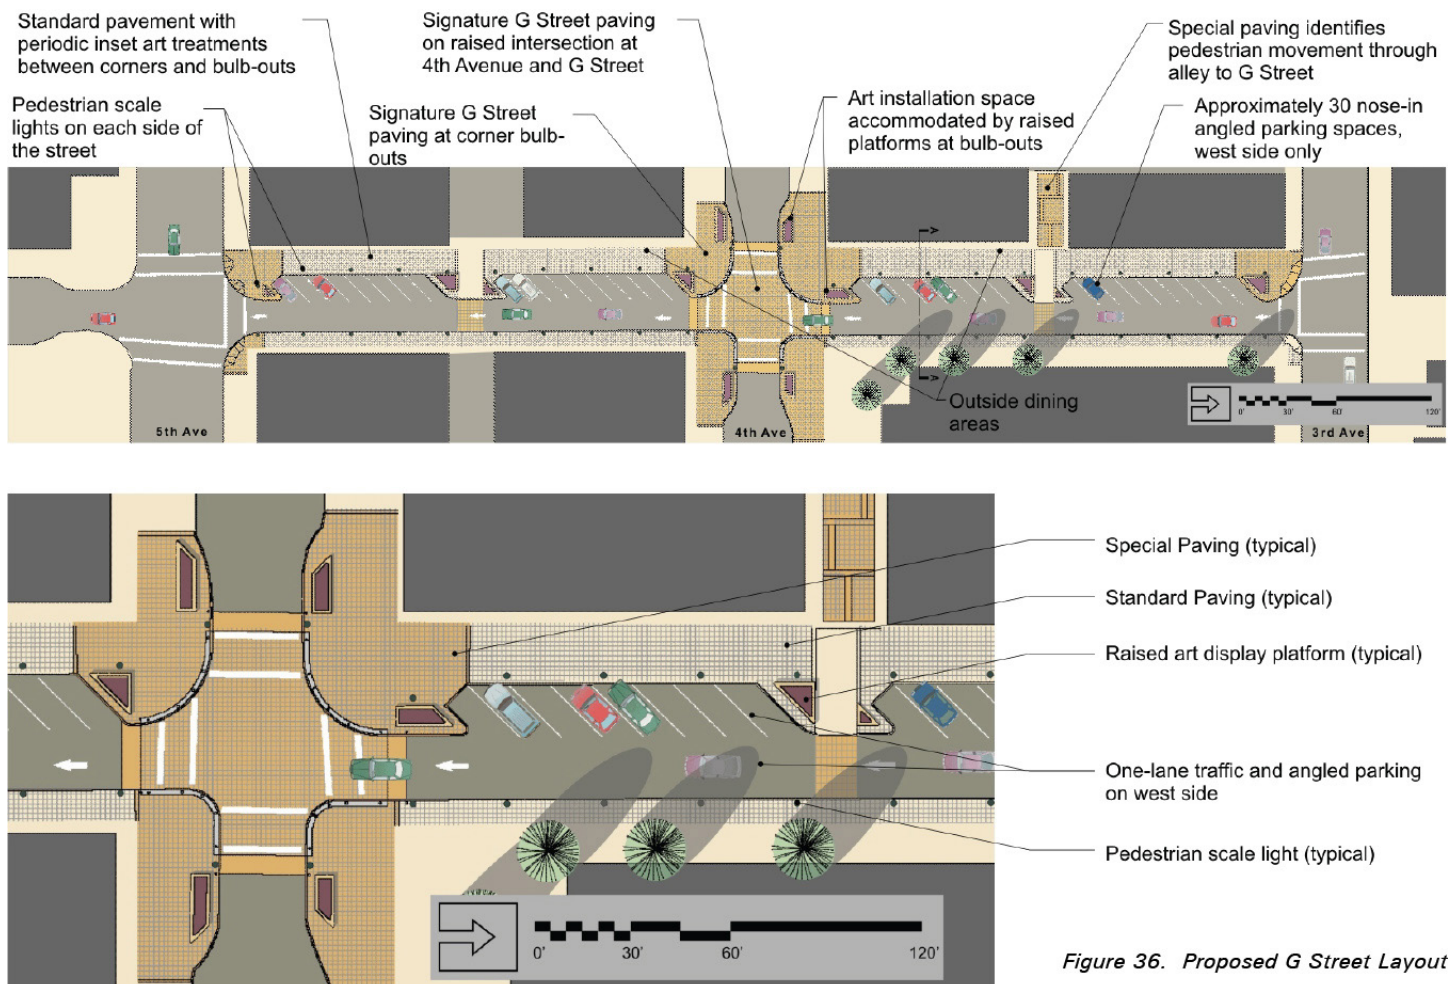 Standard pavement with
periodic inset art treatments
between corners and bulb-outs
Signature G Street paving
on raised intersection at
4th Avenue and G Street
Special paving identifies
pedestrian movement through
alley to G Street
Pedestrian scale
lights on each side of
the street
Signature G Street
paving at corner bulb-
outs
Art installation space
accommodated by raised
platforms at bulb-outs
Approximately 30 nose-in
angled parking spaces,
west side only
A
A
Outside dining
areas
0' 30' 60' 120'
5th Ave
4th Ave
3rd Ave
Special Paving (typical)
Standard Paving (typical)
Raised art display platform (typical)
One-lane traffic and angled parking
on west side
Pedestrian scale light (typical)
0' 30' 60' 120'
Figure 36. Proposed G Street Layout